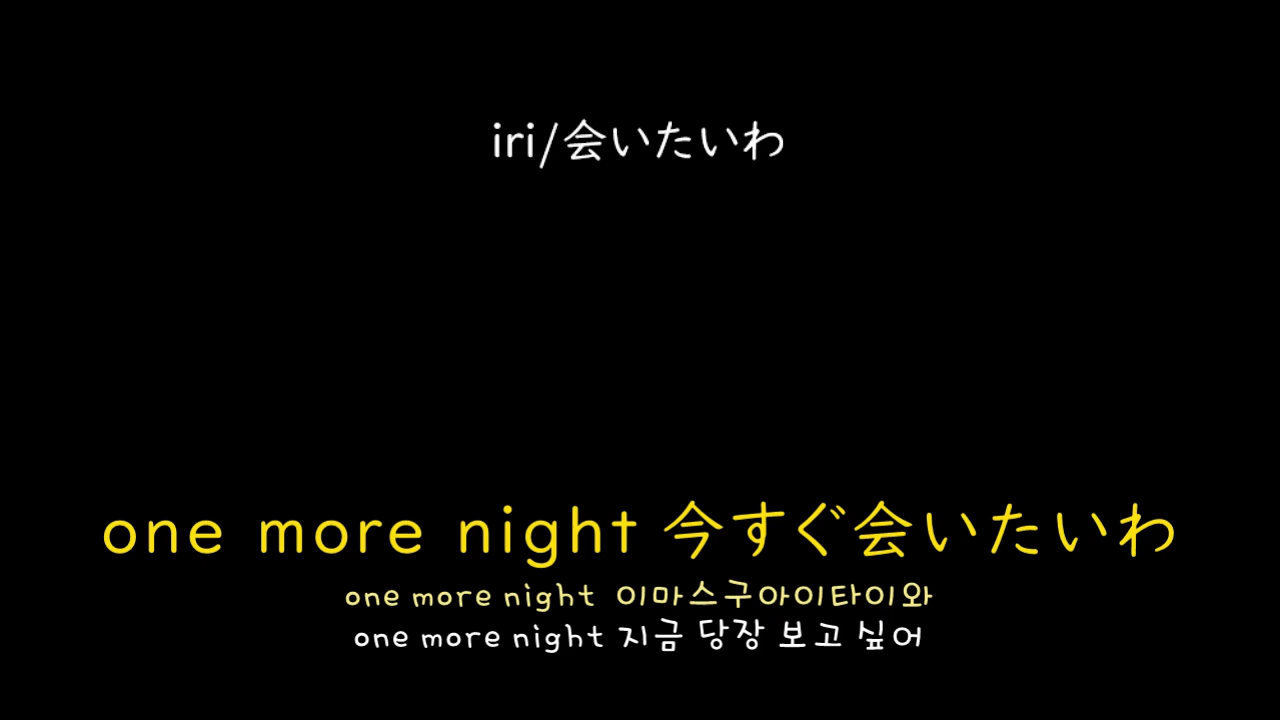 iri/会いたいわ
one more night 今すぐ会いたいわ
one more night 이마스구아이타이와
one more night 지금 당장 보고 싶어